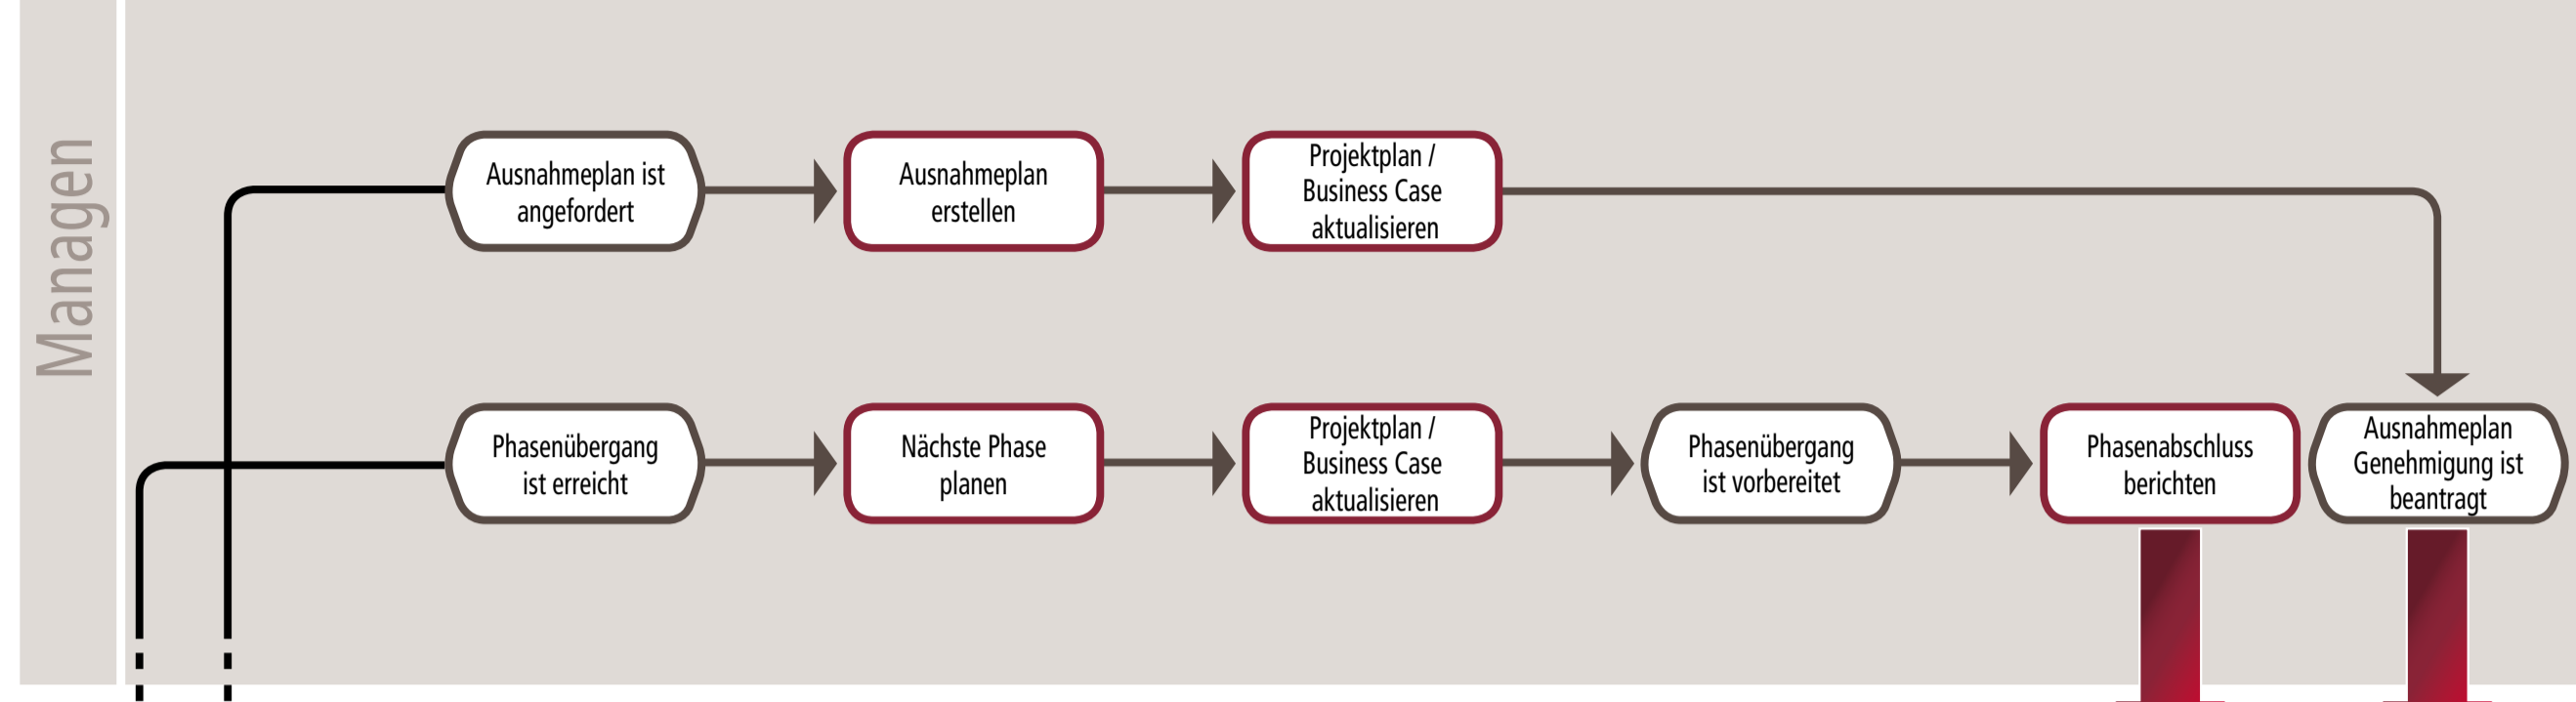 Managen
Ausnahmeplan ist
angefordert
Ausnahmeplan
erstellen
Projektplan /
Business Case
aktualisieren
Phasenübergang
ist erreicht
Nächste Phase
planen
Projektplan /
Business Case
aktualisieren
Phasenübergang
ist vorbereitet
Phasenabschluss
berichten
Ausnahmeplan
Genehmigung ist
beantragt